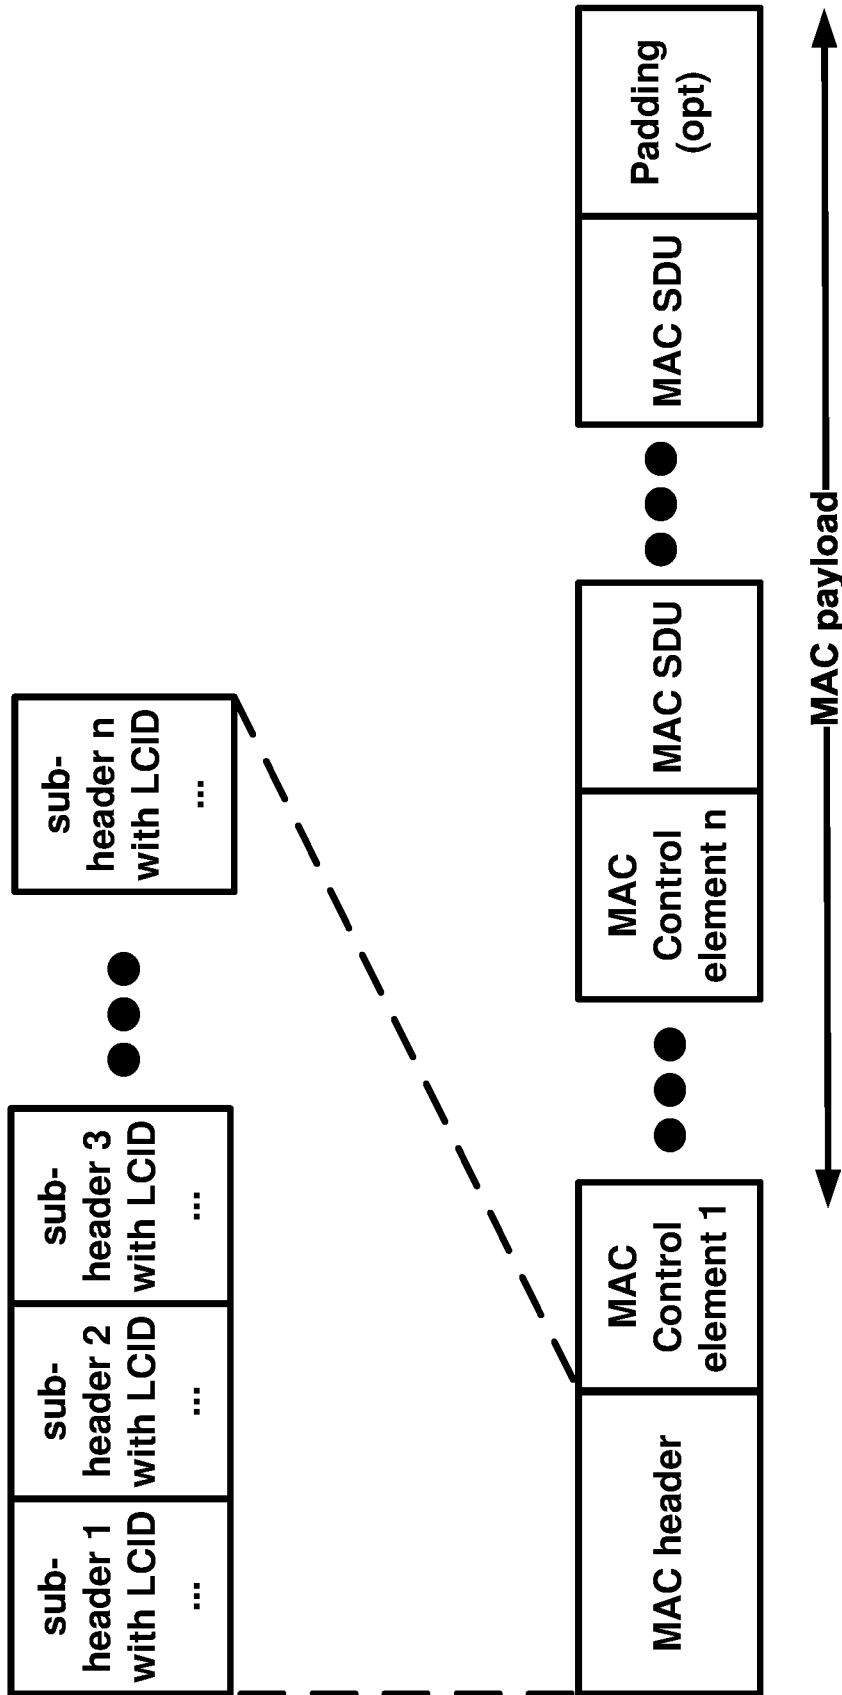 sub-
header 1
with LCID
...
sub-
header 2
with LCID
...
sub-
header 3
with LCID
...
sub-
header n
with LCID
...
MAC header
MAC
Control
element 1
MAC
Control
element n
MAC SDU
MAC SDU
Padding
(opt)
MAC payload